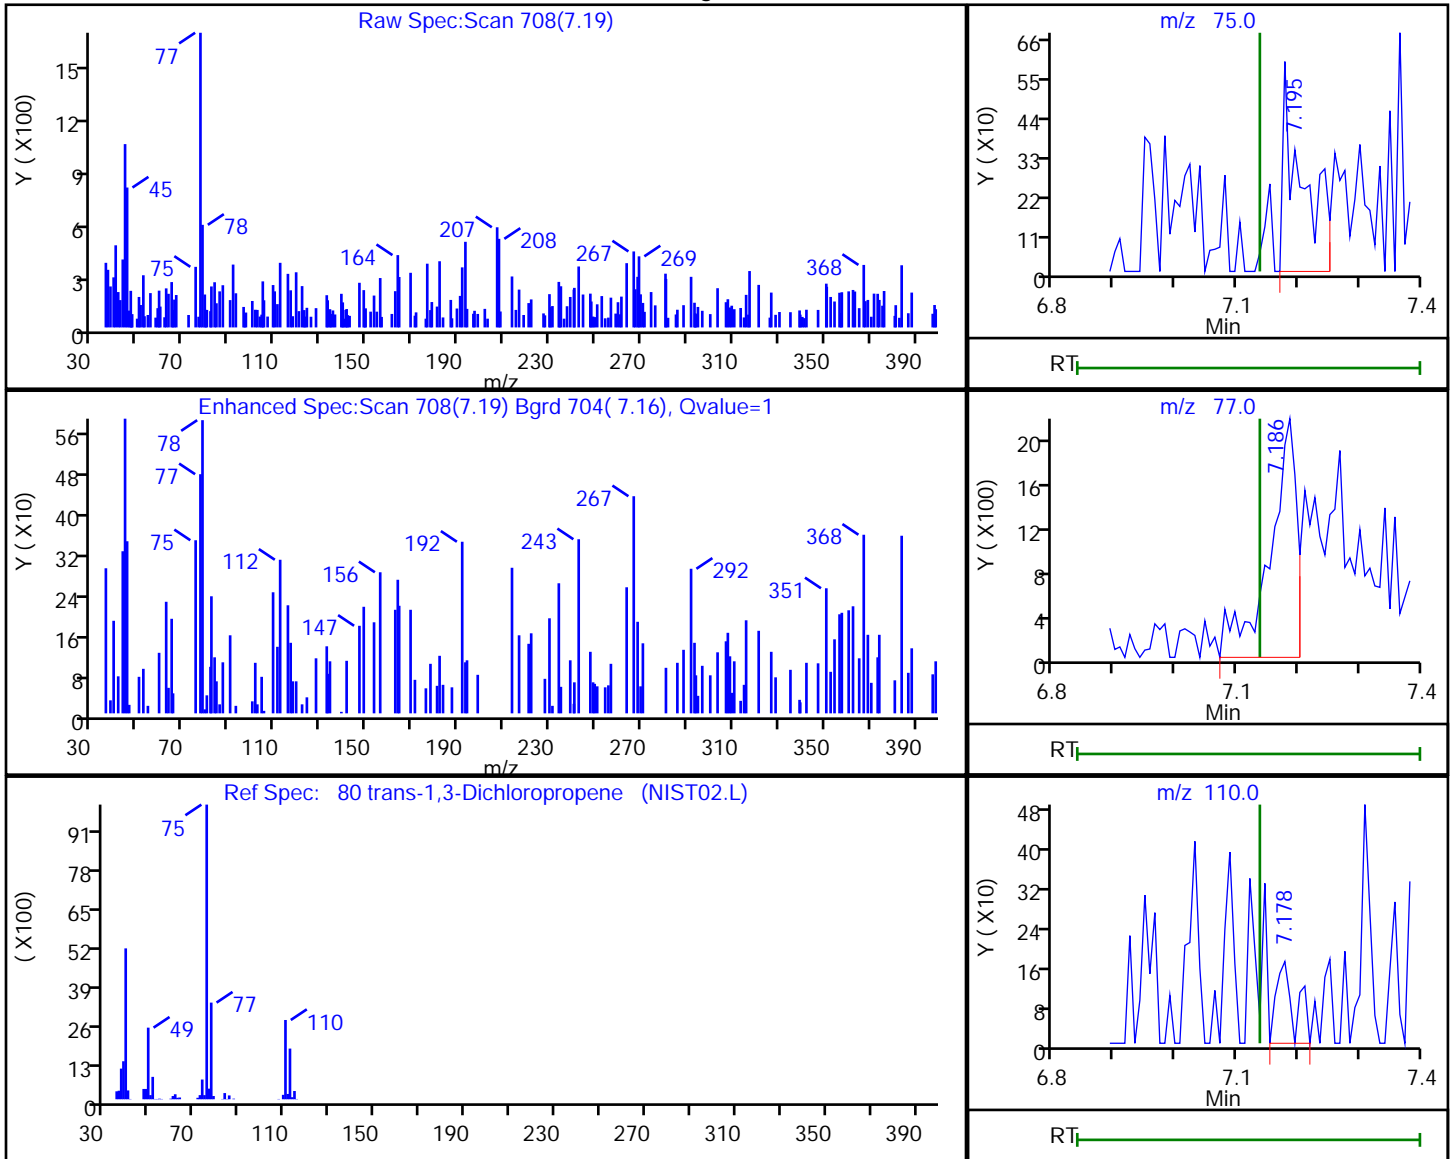 Raw Spec:Scan 708(7.19)
Y ( X100)
15
12
9
6
3
0
77
45
78
75
164
207
208
267
269
368
30 70 110 150 190 230 270 310 350 390
m/z
m/z 75.0
Y ( X10)
66
55
44
33
22
11
0
7.195
6.8 7.1 7.4
Min
RT
Enhanced Spec:Scan 708(7.19) Bgrd 704( 7.16), Qvalue=1
Y ( X10)
56
48
40
32
24
16
8
0
78
77
75
112
147
156
192
243
267
292
351
368
30 70 110 150 190 230 270 310 350 390
m/z
m/z 77.0
Y ( X100)
20
16
12
8
4
0
7.186
6.8 7.1 7.4
Min
RT
Ref Spec: 80 trans-1,3-Dichloropropene (NIST02.L)
( X100)
91
78
65
52
39
26
13
0
75
49
77
110
30 70 110 150 190 230 270 310 350 390
m/z 110.0
Y ( X10)
48
40
32
24
16
8
0
7.178
6.8 7.1 7.4
Min
RT